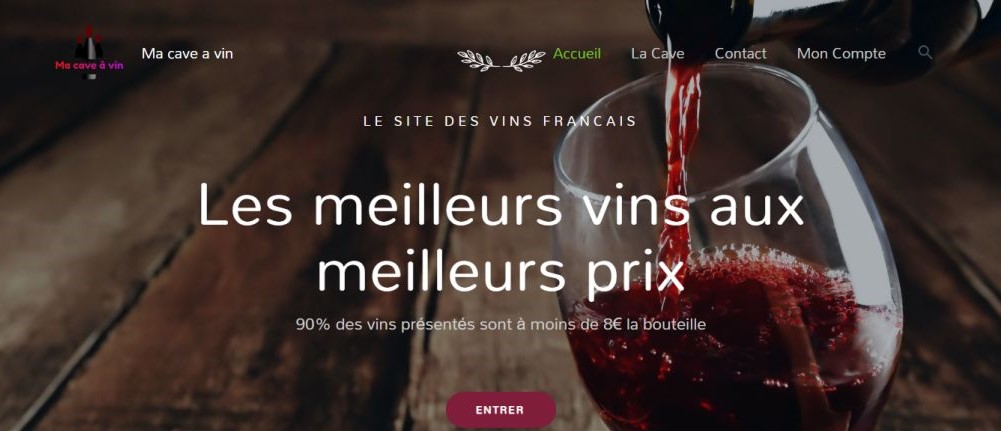 Ma cave à vin
Ma cave a vin
Accueil
La Cave
Contact
Mon Compte
LE SITE DES VINS FRANCAIS
Les meilleurs vins aux
meilleurs prix
90% des vins présentés sont à moins de 8€ la bouteille
ENTRER